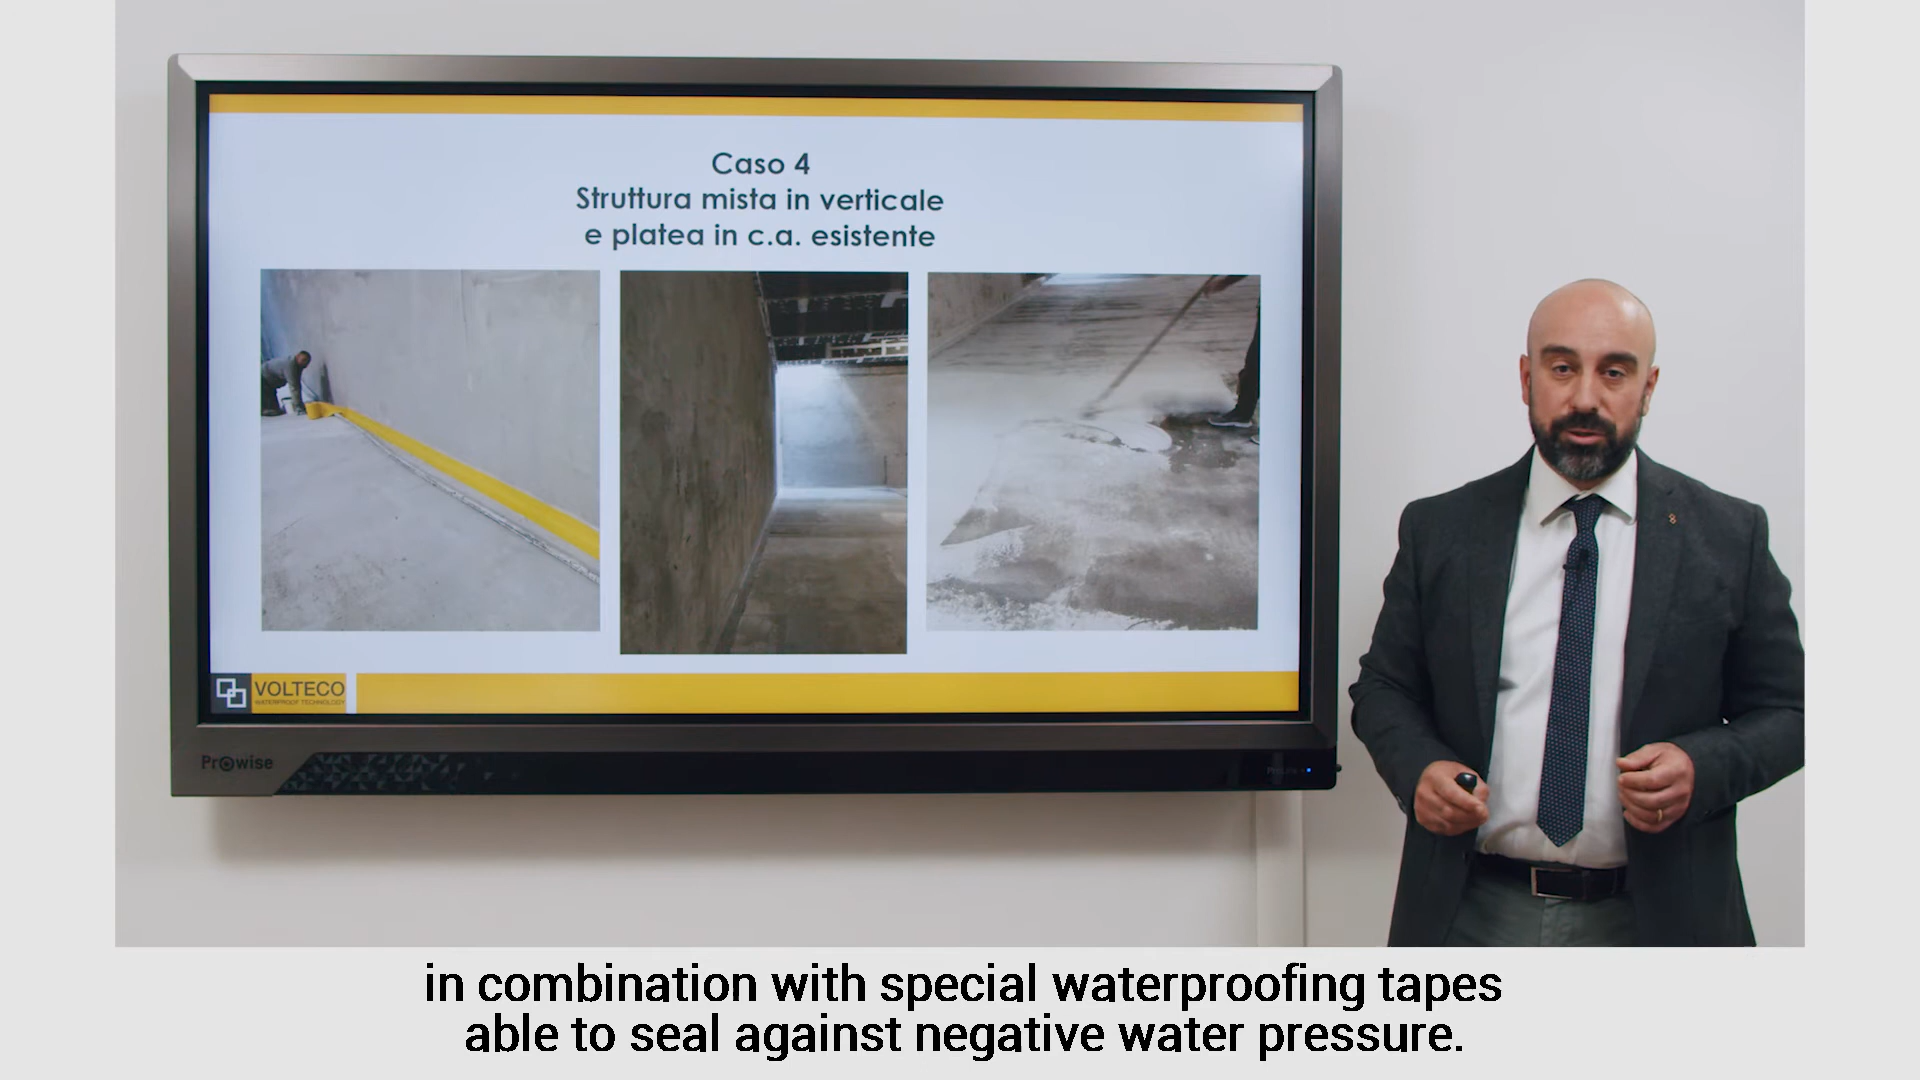 Caso 4
Struttura mista in verticale
e platea in c.a. esistente
VOLTECO
WATERPROOF TECHNOLOGY
Prowise
in combination with special waterproofing tapes
able to seal against negative water pressure.